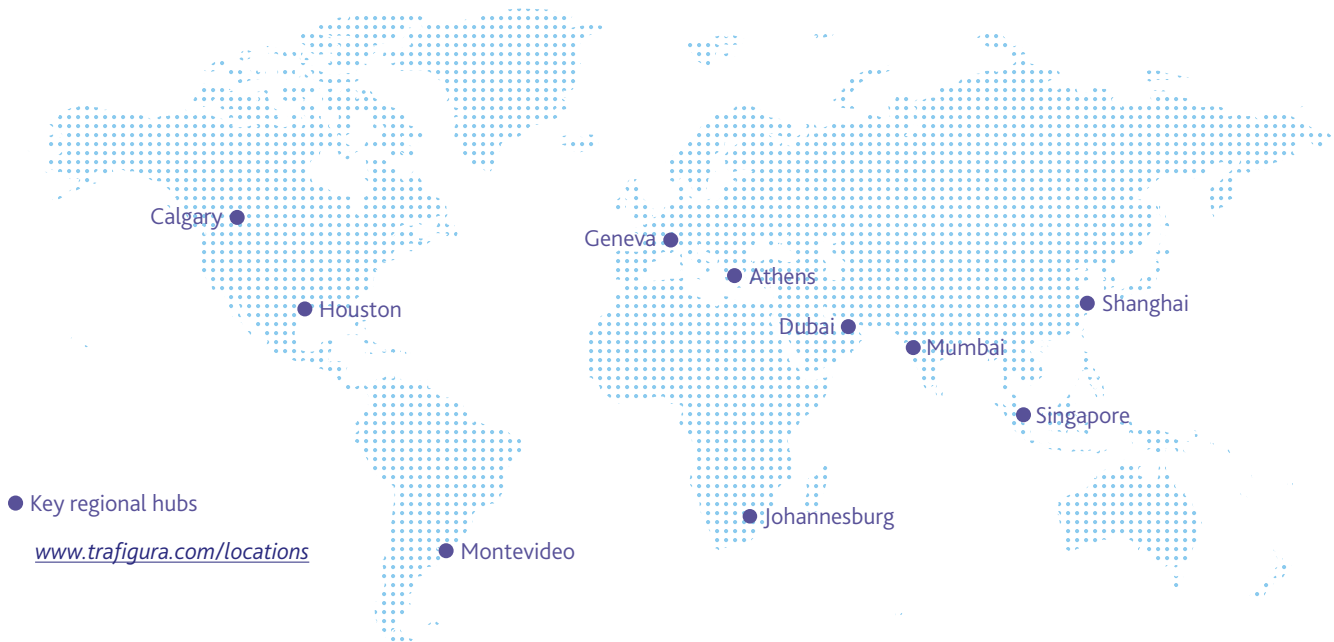 Calgary
Geneva
Athens
Houston
Shanghai
Dubai
Mumbai
Singapore
Key regional hubs
Johannesburg
www.trafigura.com/locations
Montevideo